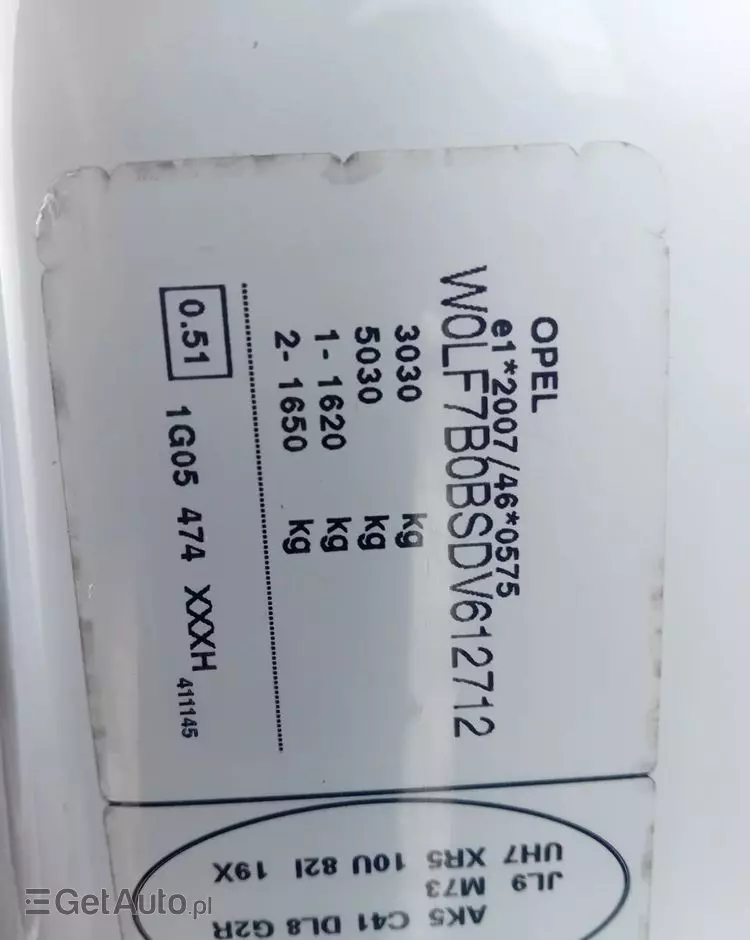 OPEL
e1*2007/46*0575
W0LF7B0BSDV612712
3030 kg
5030 kg
1- 1620 kg
2- 1650 kg
0.51 1G05 474 XXXH 411145
AK5 C41 DL8 G2R
JL9 M73
UH7 XR5 10U 82I 19X
GetAuto.pl